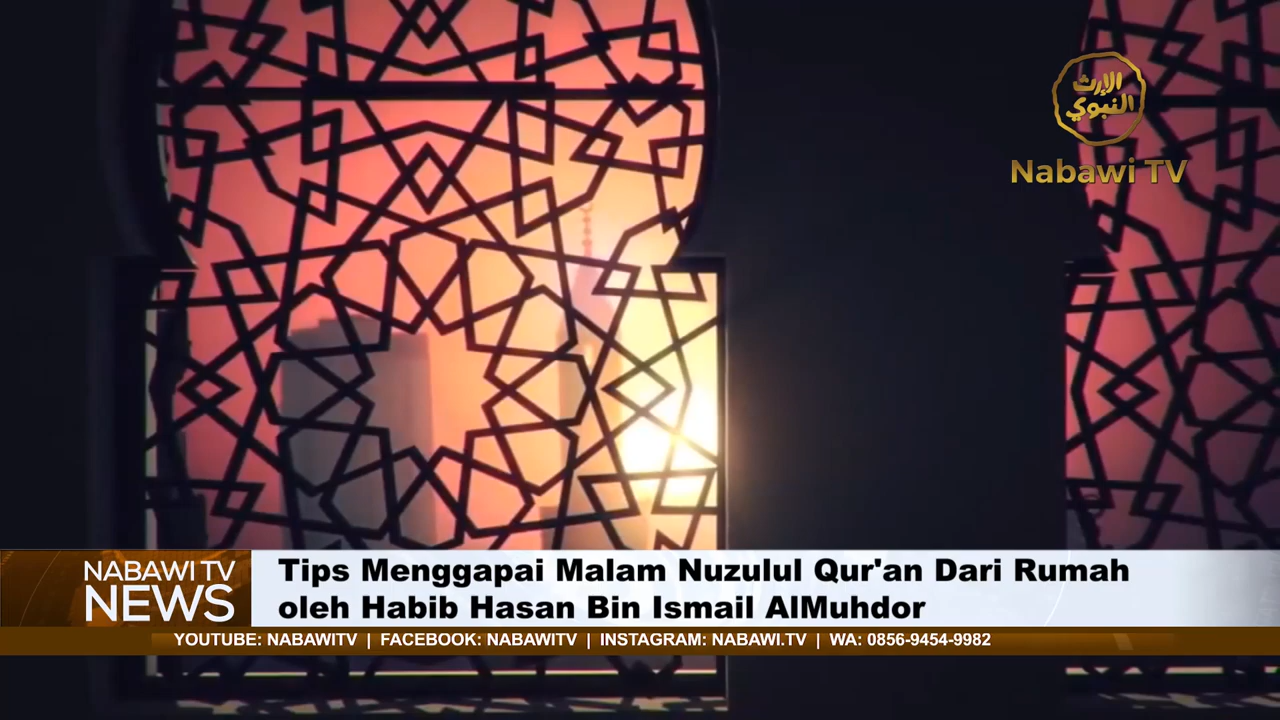 الإرث
النبوي
Nabawi TV
NABAWI TV
NEWS
Tips Menggapai Malam Nuzulul Qur'an Dari Rumah
oleh Habib Hasan Bin Ismail AlMuhdor
YOUTUBE: NABAWITV | FACEBOOK: NABAWITV | INSTAGRAM: NABAWI.TV | WA: 0856-9454-9982